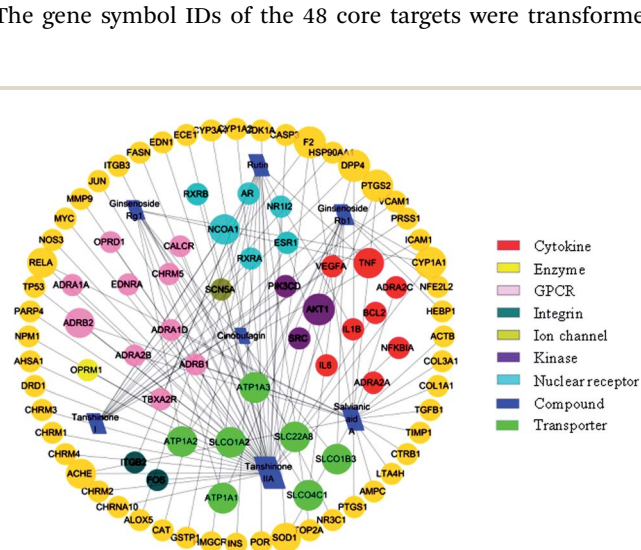 The gene symbol IDs of the 48 core targets were transforme
ECE1
CYP1A2
CDK1A
F2
EDN1
HSP90AA1
FASN
DPP4
ITGB3
Rutin
PTGS2
JUN
RXRB
AR
VCAM1
MMP9
Ginsenoside
Rg1
NR1I2
Ginsenoside
Rb1
PRSS1
MYC
NCOA1
NOS3
OPRD1
CALCR
ESR1
ICAM1
RELA
RXRA
VEGFA
TNF
CYP1A1
CHRM5
TP53
ADRA1A
EDNRA
SCN5A
PIK3CD
ADRA2C
NFE2L2
PARP4
AKT1
BCL2
HEBP1
ADRB2
ADRA1D
IL1B
NPM1
Cinobulagin
SRC
ACTB
AHSA1
ADRA2B
ADRB1
NFKBIA
COL3A1
OPRM1
IL6
DRD1
ATP1A3
ADRA2A
COL1A1
CHRM3
TBXA2R
TGFB1
Tanshinone
I
Salvianic
aid
A
CHRM1
TIMP1
ATP1A2
SLCO1A2
SLC22A8
CHRM4
ITGB2
SLCO1B3
CTRB1
ACHE
FOS
Tanshinone
IIA
LTA4H
CHRM2
ATP1A1
SLCO4C1
AMPC
CHRNA10
PTGS1
ALOX5
NR3C1
CAT
TOP2A
GSTP1
HMGCR
INS
POR
SOD1
Cytokine
Enzyme
GPCR
Integrin
Ion channel
Kinase
Nuclear receptor
Compound
Transporter